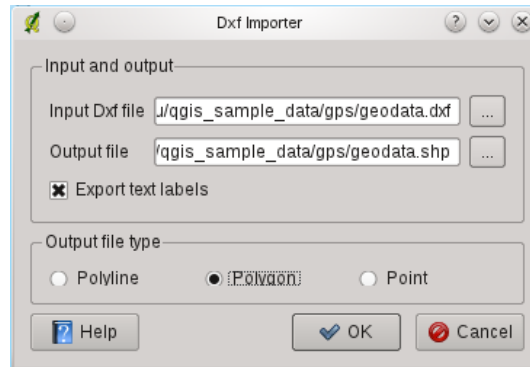 Dxf Importer
Input and output
Input Dxf file u/qgis_sample_data/gps/geodata.dxf ...
Output file /qgis_sample_data/gps/geodata.shp ...
Export text labels
Output file type
Polyline Polygon Point
Help OK Cancel